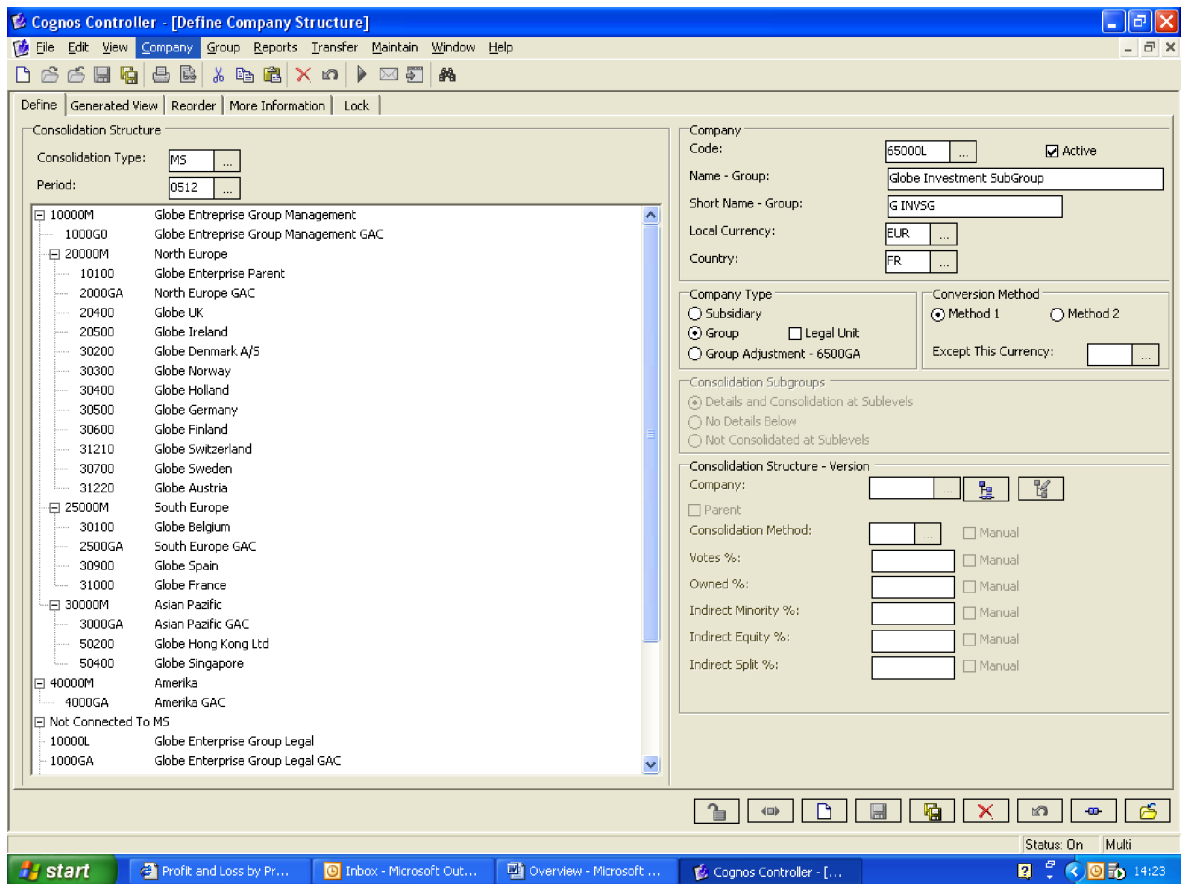 Cognos Controller - [Define Company Structure]
File Edit View Company Group Reports Transfer Maintain Window Help
Define Generated View Reorder More Information Lock
Consolidation Structure
Consolidation Type: MS ...
Period: 0512 ...
10000M Globe Entreprise Group Management
1000G0 Globe Entreprise Group Management GAC
20000M North Europe
10100 Globe Enterprise Parent
2000GA North Europe GAC
20400 Globe UK
20500 Globe Ireland
30200 Globe Denmark A/S
30300 Globe Norway
30400 Globe Holland
30500 Globe Germany
30600 Globe Finland
31210 Globe Switzerland
30700 Globe Sweden
31220 Globe Austria
25000M South Europe
30100 Globe Belgium
2500GA South Europe GAC
30900 Globe Spain
31000 Globe France
30000M Asian Pazific
3000GA Asian Pazific GAC
50200 Globe Hong Kong Ltd
50400 Globe Singapore
40000M Amerika
4000GA Amerika GAC
Not Connected To MS
10000L Globe Enterprise Group Legal
1000GA Globe Enterprise Group Legal GAC
Company
Code: 65000L ... Active
Name - Group: Globe Investment SubGroup
Short Name - Group: G INVSG
Local Currency: EUR ...
Country: FR ...
Company Type
Subsidiary
Group Legal Unit
Group Adjustment - 6500GA
Conversion Method
Method 1 Method 2
Except This Currency: ...
Consolidation Subgroups
Details and Consolidation at Sublevels
No Details Below
Not Consolidated at Sublevels
Consolidation Structure - Version
Company: ...
Parent
Consolidation Method: ... Manual
Votes %: Manual
Owned %: Manual
Indirect Minority %: Manual
Indirect Equity %: Manual
Indirect Split %: Manual
Status: On Multi
start Profit and Loss by Pr... Inbox - Microsoft Out... Overview - Microsoft ... Cognos Controller - [... 14:23